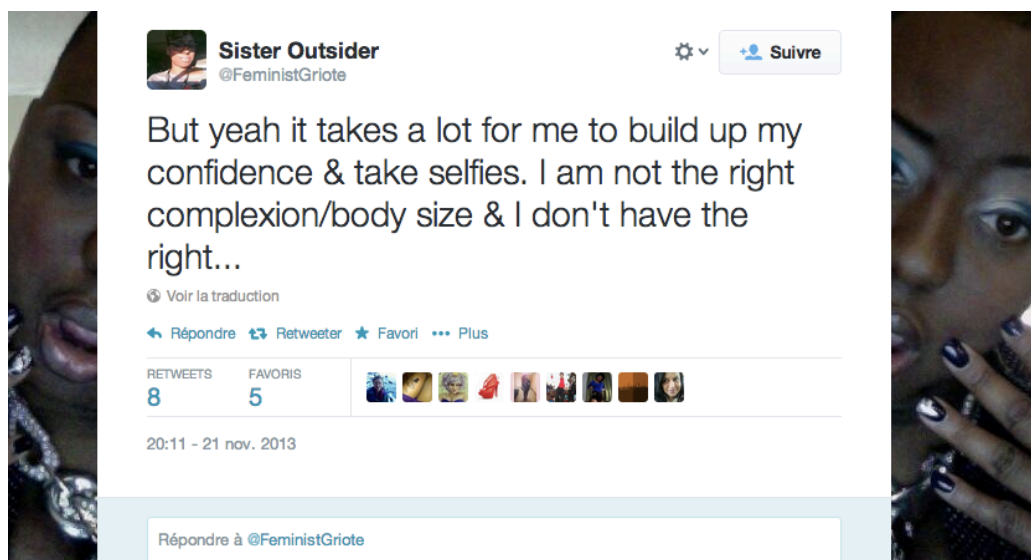 Sister Outsider
@FeministGriote
Suivre
But yeah it takes a lot for me to build up my
confidence & take selfies. I am not the right
complexion/body size & I don't have the
right...
Voir la traduction
Répondre Retweeter Favori ••• Plus
RETWEETS FAVORIS
8 5
20:11 - 21 nov. 2013
Répondre à @FeministGriote